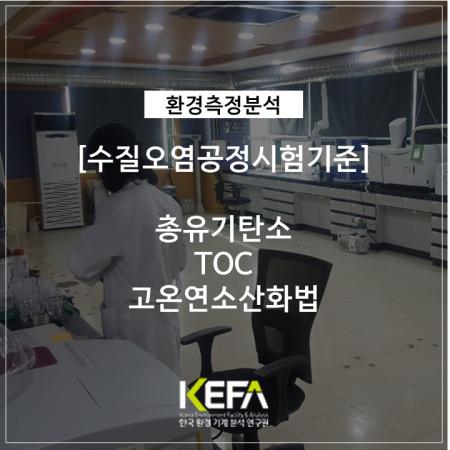 환경측정분석
[수질오염공정시험기준]
총유기탄소
TOC
고온연소산화법
KEFA
Korea Environment Facility & Analysis
한국 환경 기계 분석 연구원